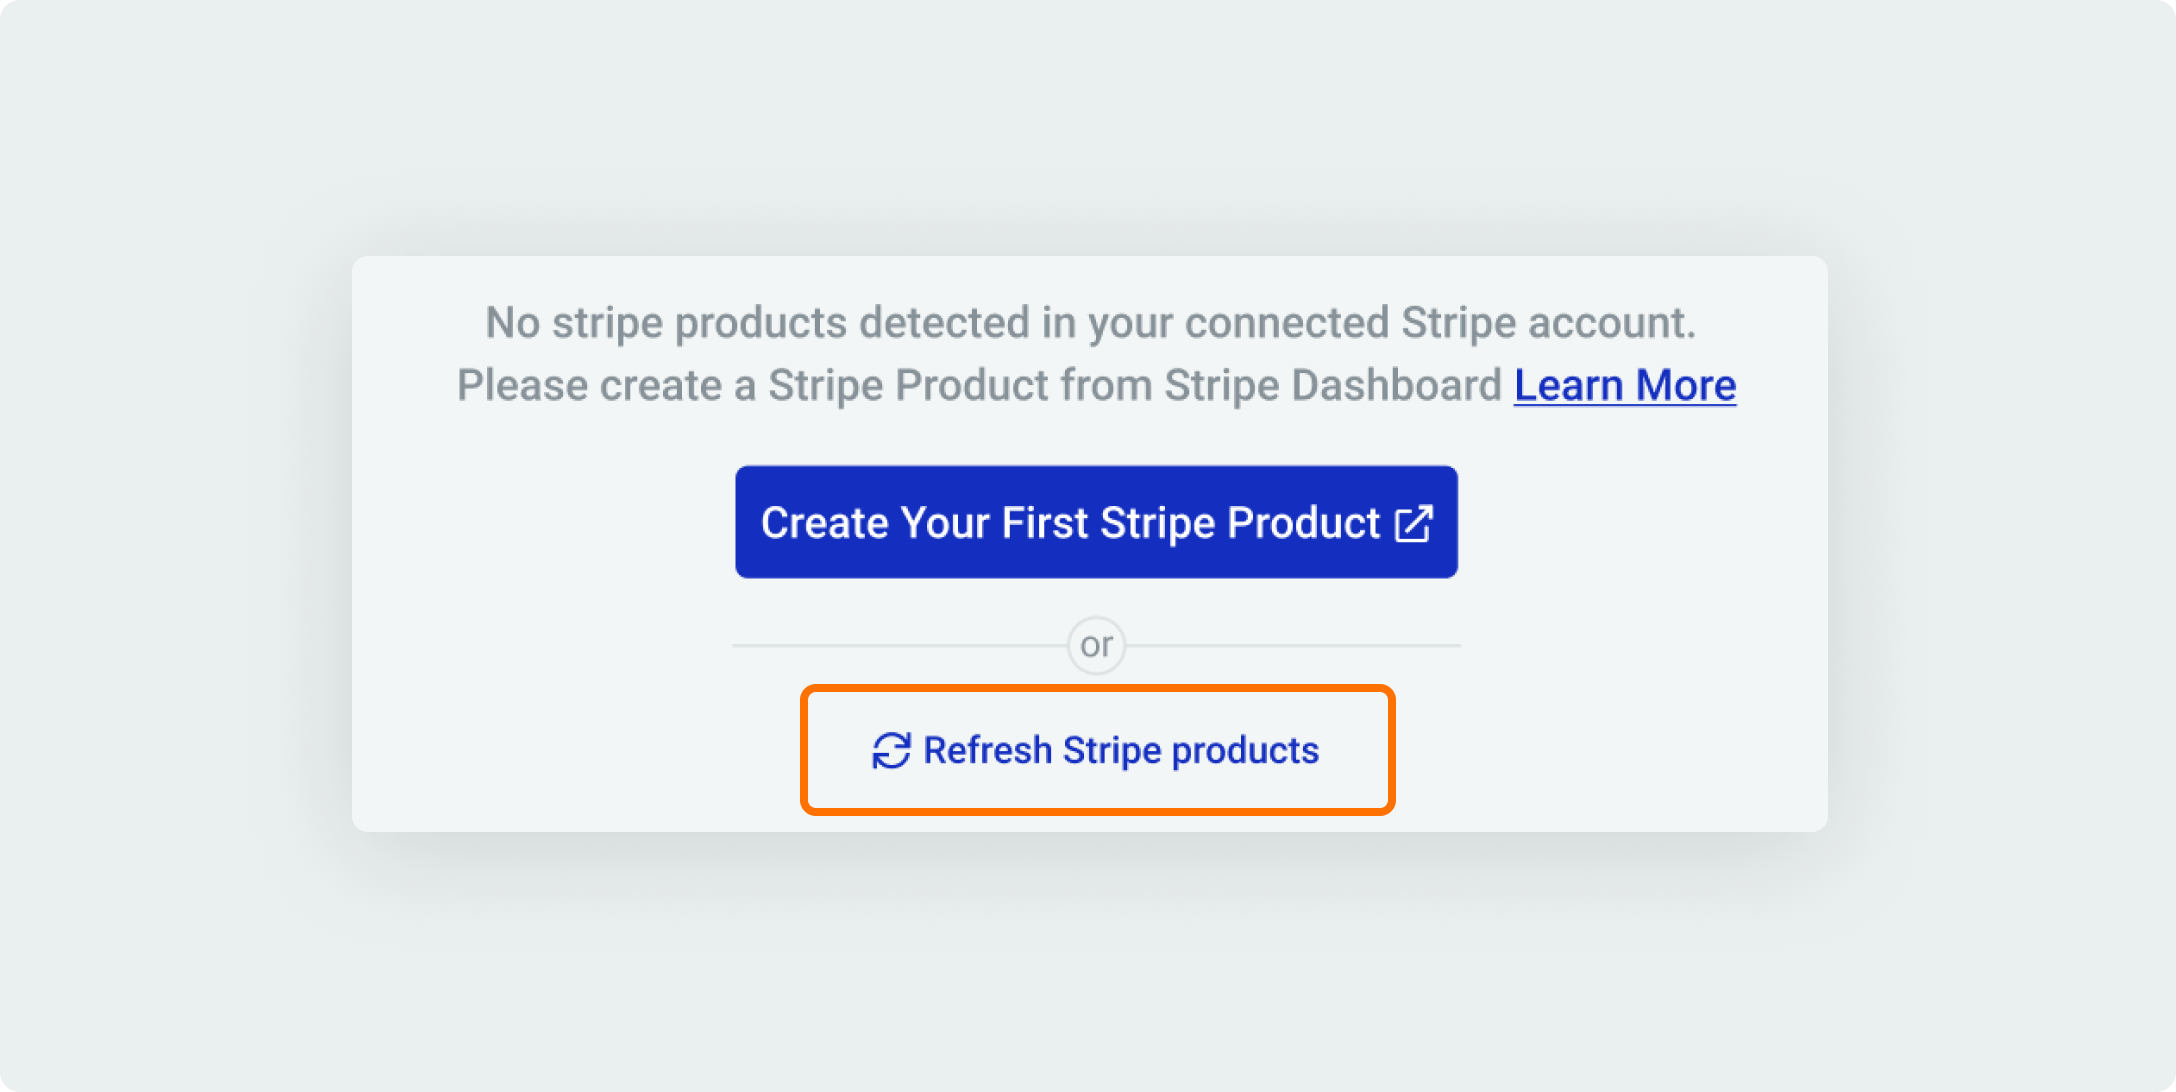 No stripe products detected in your connected Stripe account.
Please create a Stripe Product from Stripe Dashboard Learn More
Create Your First Stripe Product
or
Refresh Stripe products